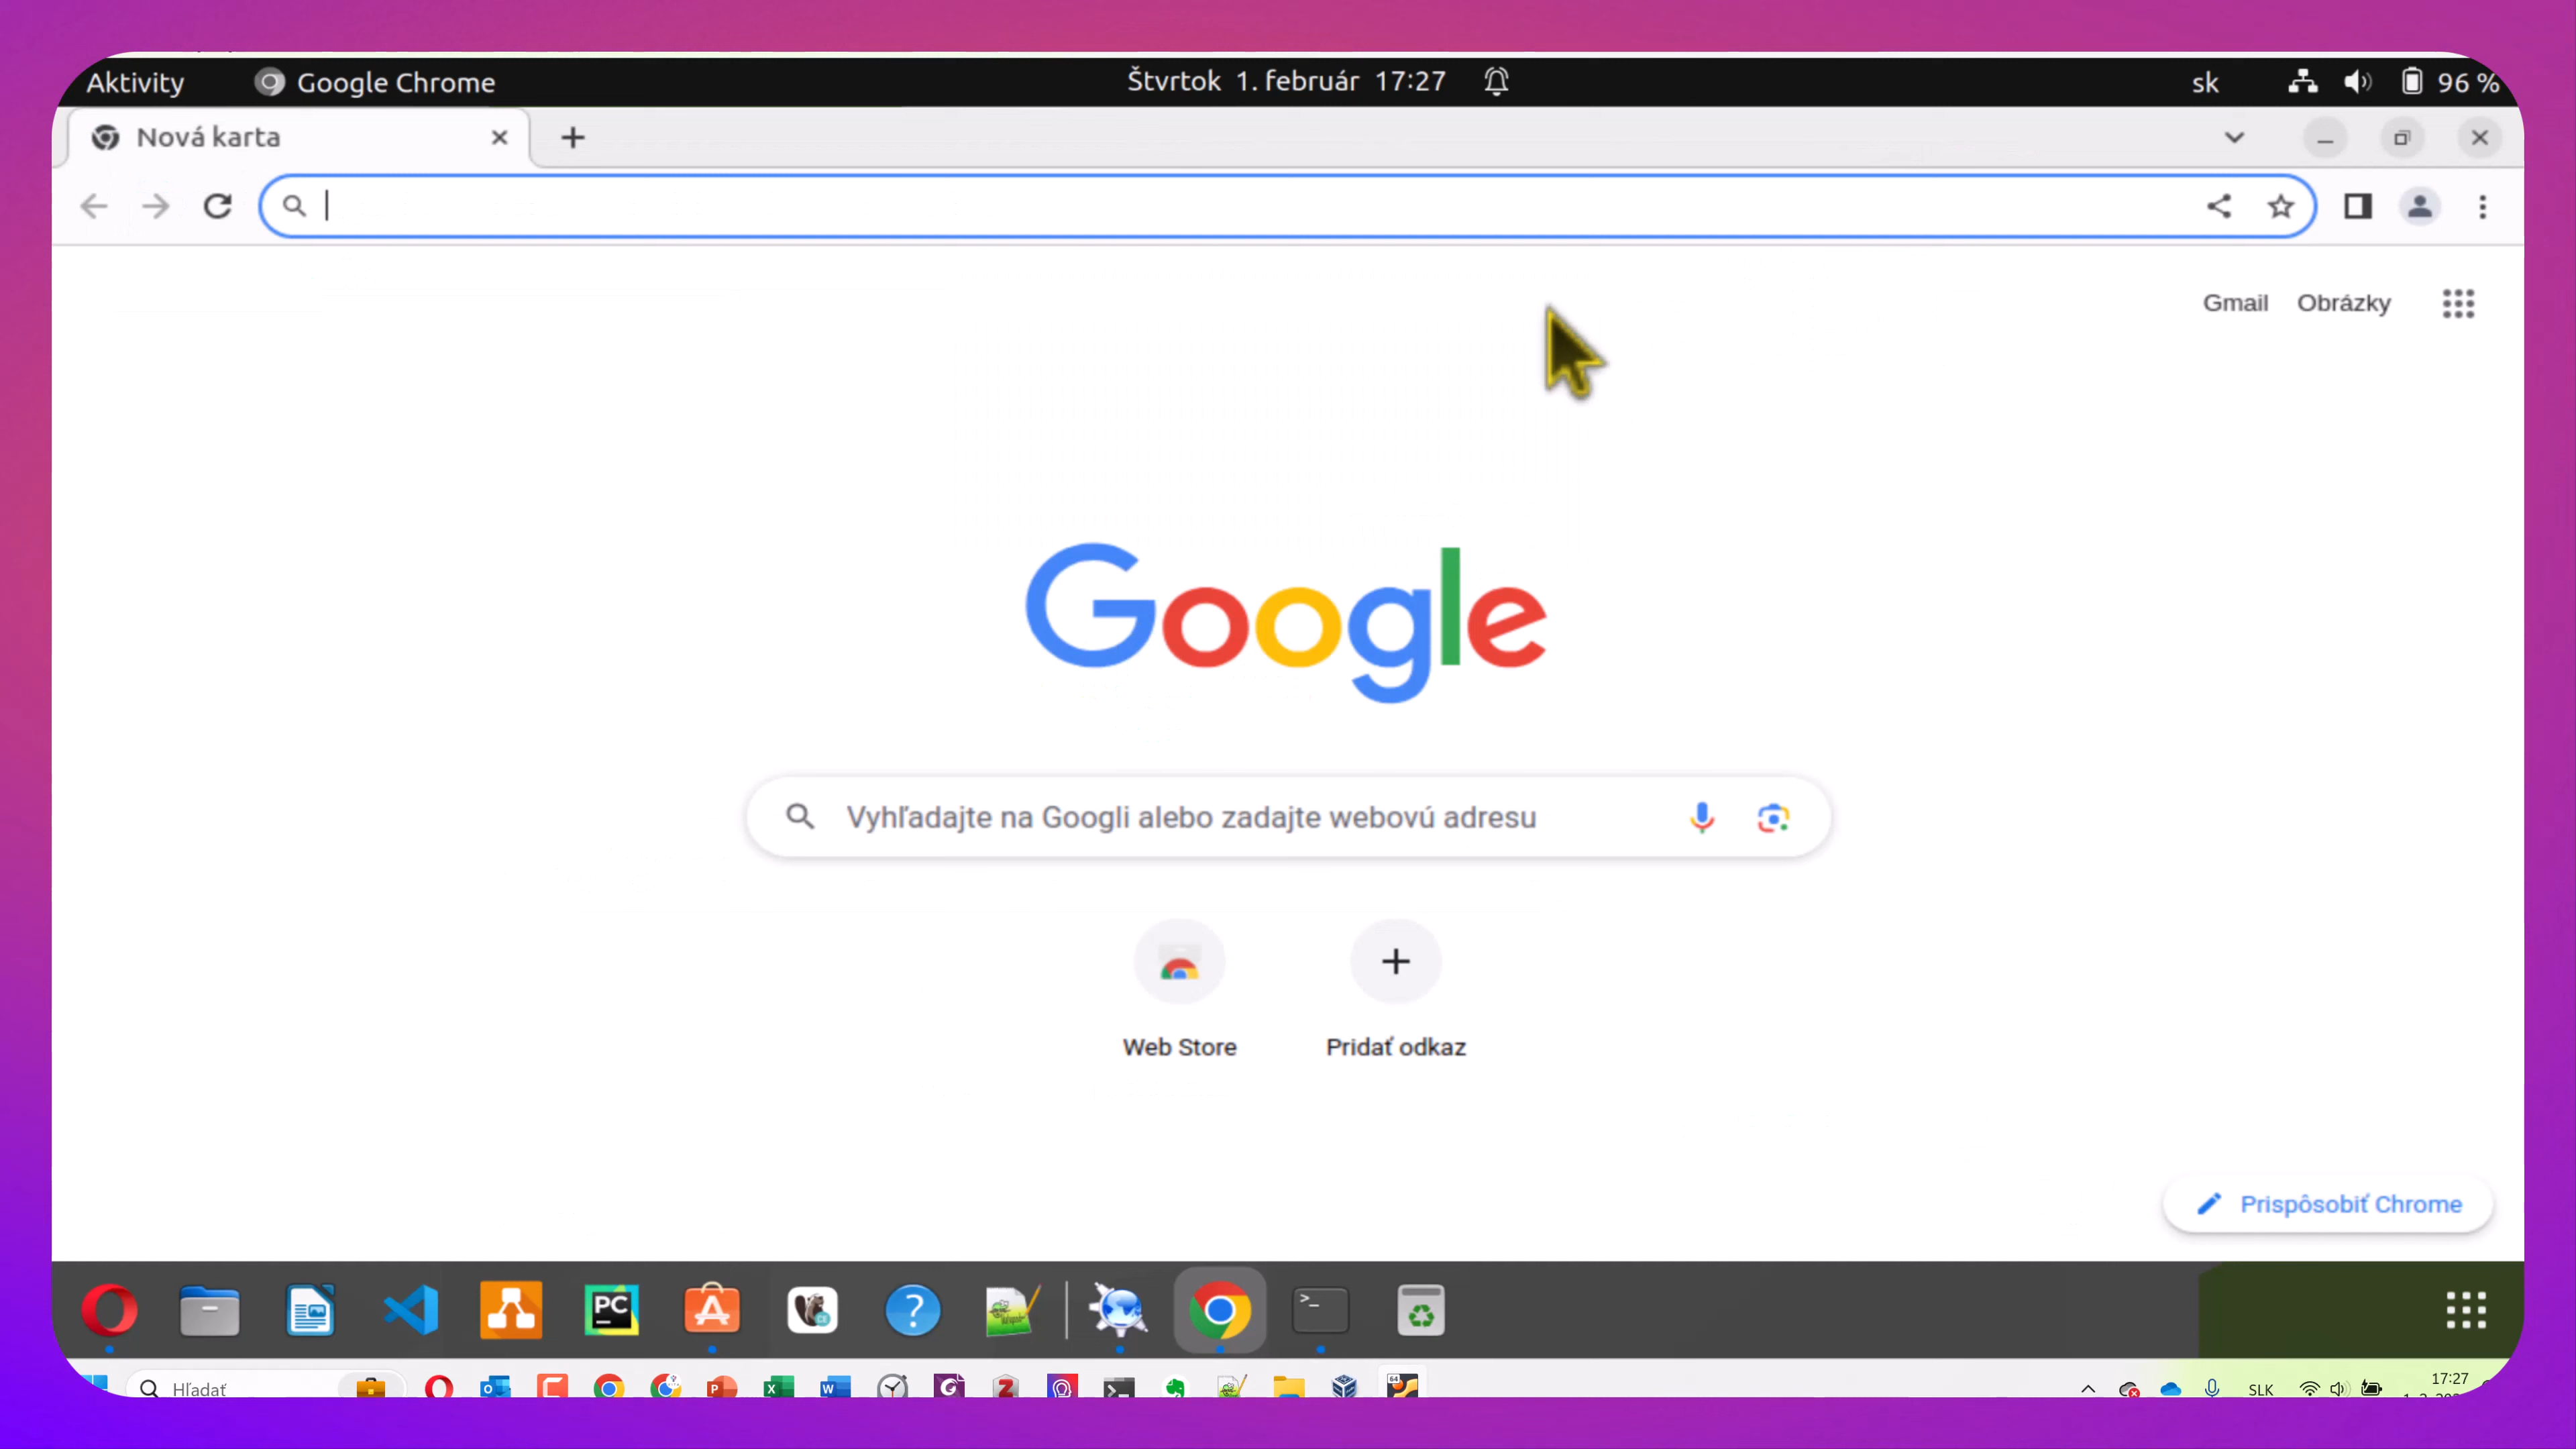 Aktivity Google Chrome Štvrtok 1. február 17:27 sk 96 %
Nová karta
Gmail Obrázky
Google
Vyhľadajte na Googli alebo zadajte webovú adresu
Web Store Pridať odkaz
Prispôsobiť Chrome
PC
Hľadať SLK 17:27